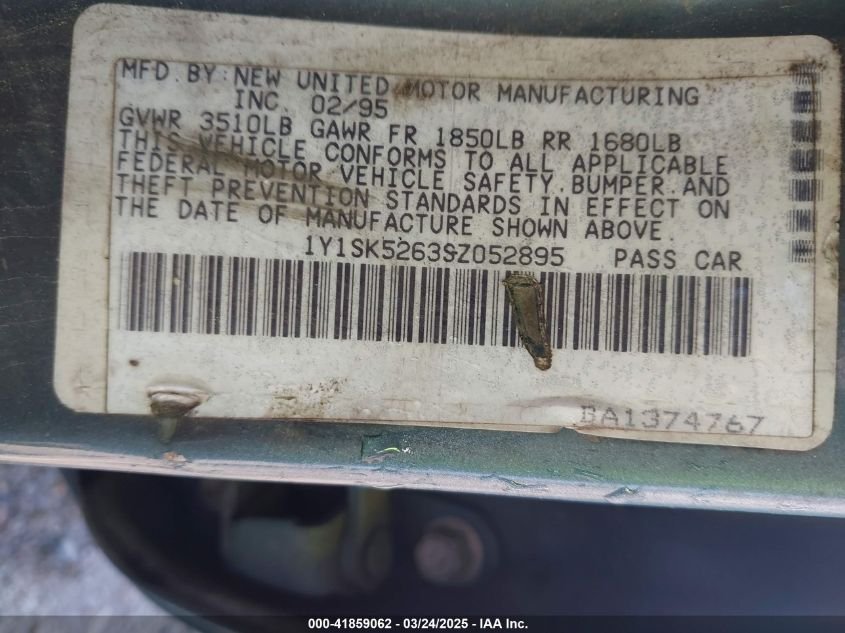 MFD. BY: NEW UNITED MOTOR MANUFACTURING
INC. 02/95
GVWR 3510LB GAWR FR 1850LB RR 1680LB
THIS VEHICLE CONFORMS TO ALL APPLICABLE
FEDERAL MOTOR VEHICLE SAFETY, BUMPER AND
THEFT PREVENTION STANDARDS IN EFFECT ON
THE DATE OF MANUFACTURE SHOWN ABOVE.
1Y1SK5263SZ052895 PASS CAR
BA1374767
000-41859062 - 03/24/2025 - IAA Inc.